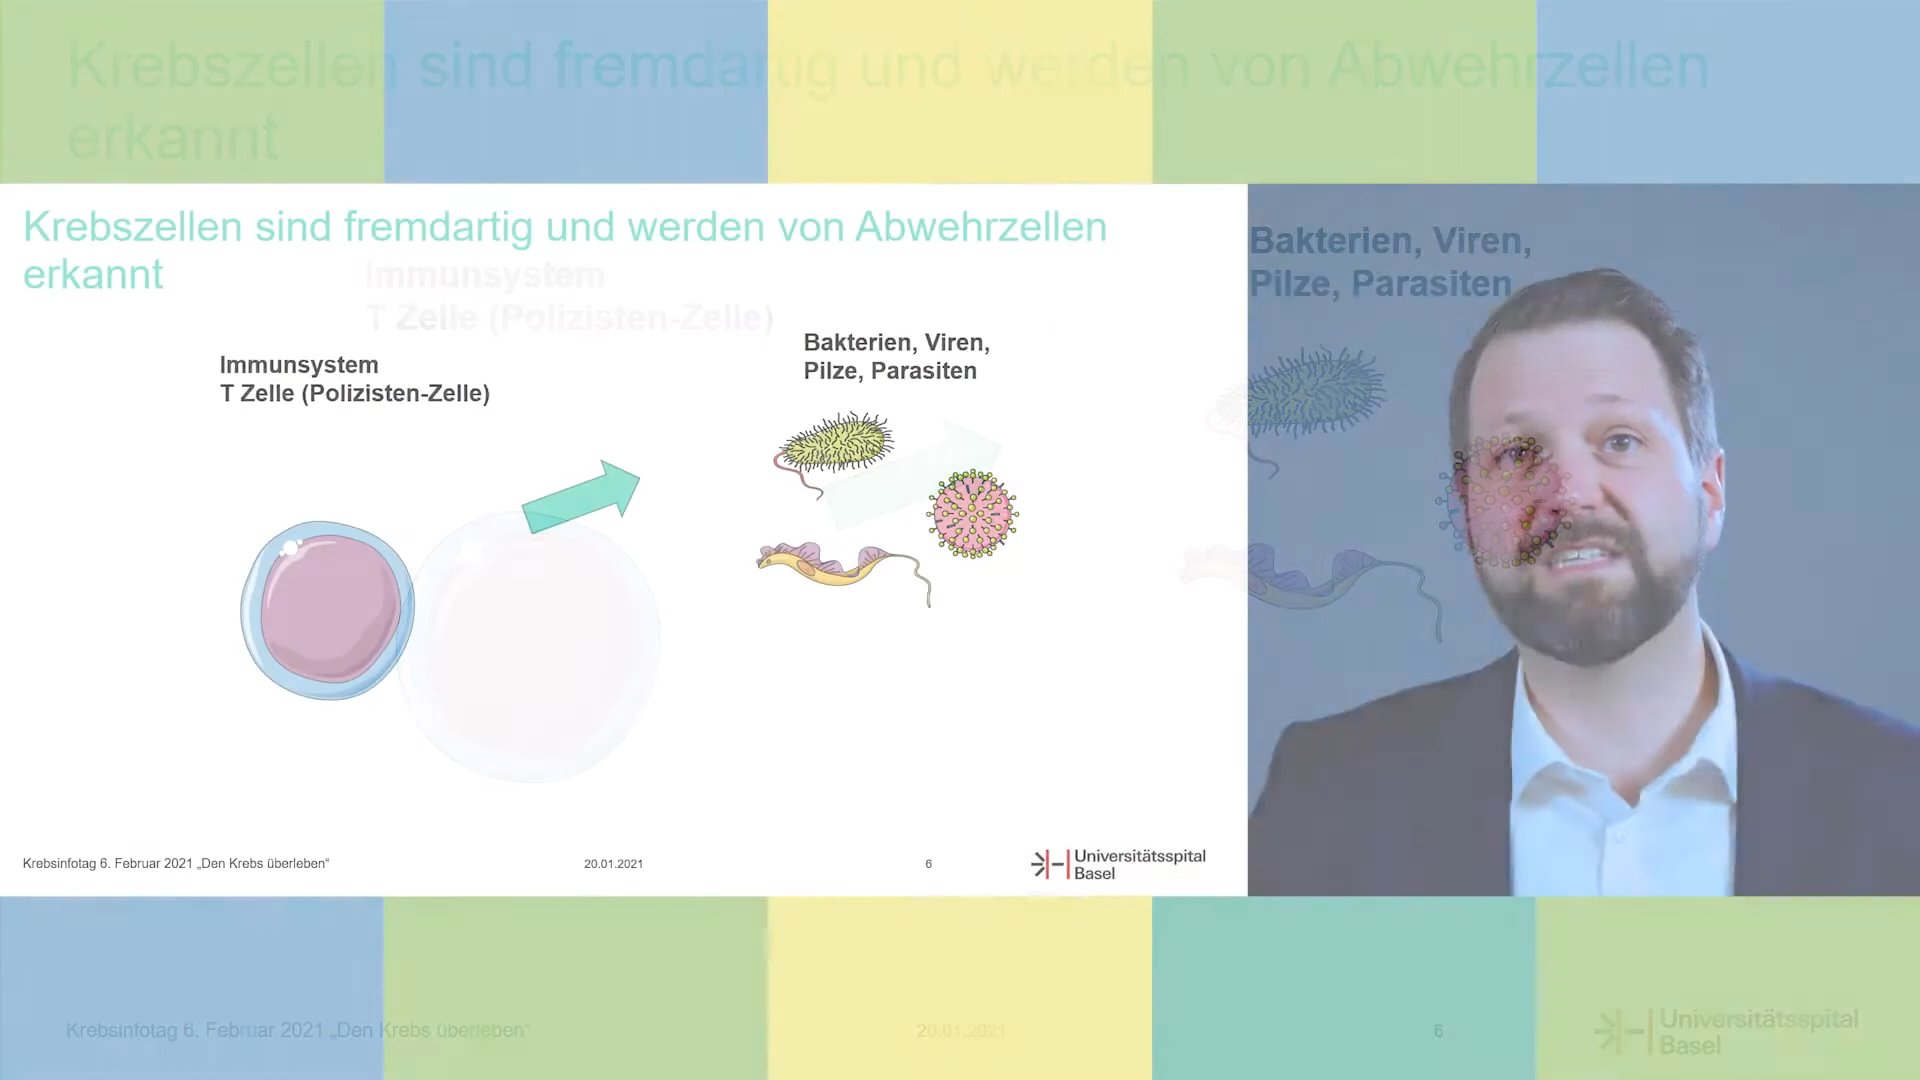 Krebszellen sind fremdartig und werden von Abwehrzellen
erkannt
Krebszellen sind fremdartig und werden von Abwehrzellen
erkannt
Immunsystem
T Zelle (Polizisten-Zelle)
Bakterien, Viren,
Pilze, Parasiten
Immunsystem
T Zelle (Polizisten-Zelle)
Bakterien, Viren,
Pilze, Parasiten
Krebsinfotag 6. Februar 2021 „Den Krebs überleben“
20.01.2021
6
Universitätsspital
Basel
Krebsinfotag 6. Februar 2021 „Den Krebs überleben“
20.01.2021
6
Universitätsspital
Basel